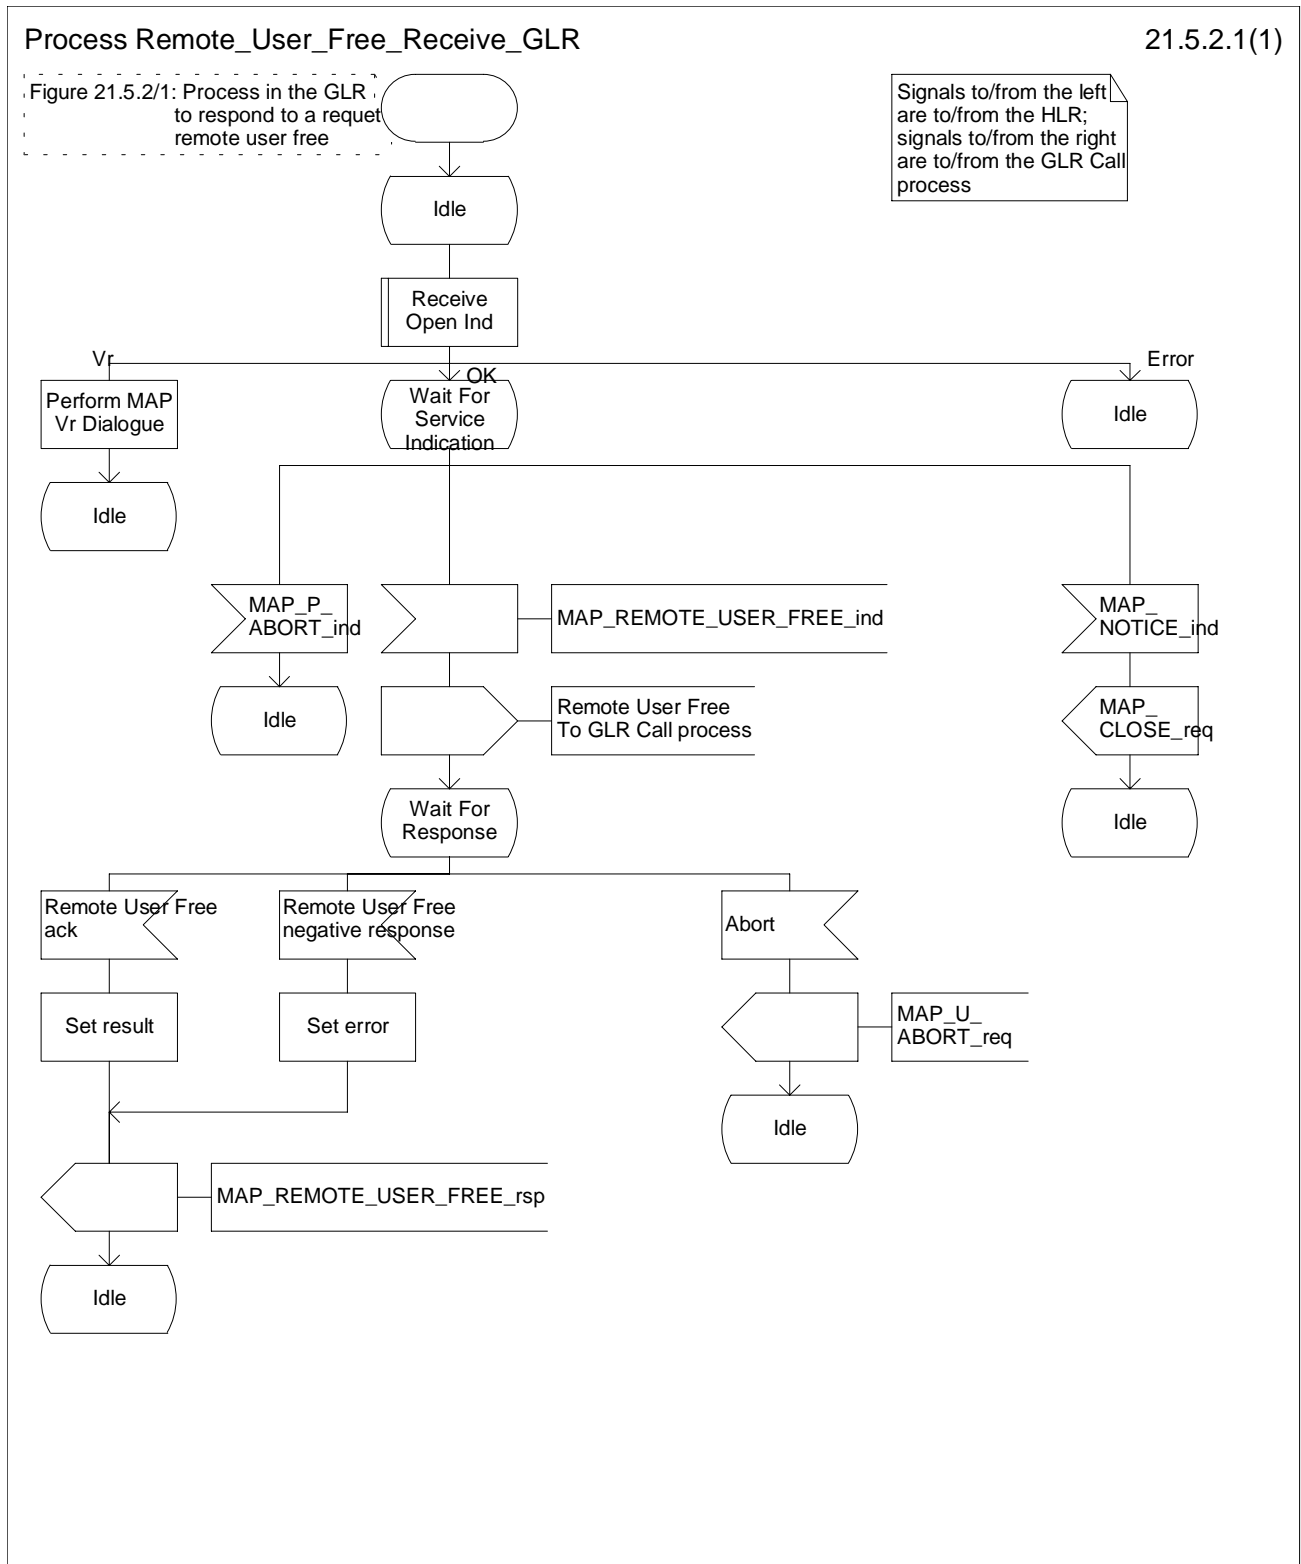 Process Remote_User_Free_Receive_GLR
21.5.2.1(1)
Figure 21.5.2/1: Process in the GLR
to respond to a requet
remote user free
Signals to/from the left
are to/from the HLR;
signals to/from the right
are to/from the GLR Call
process
Idle
Receive
Open Ind
Vr
OK
Error
Perform MAP
Vr Dialogue
Wait For
Service
Indication
Idle
Idle
MAP_P_
ABORT_ind
MAP_REMOTE_USER_FREE_ind
MAP_
NOTICE_ind
Idle
Remote User Free
To GLR Call process
MAP_
CLOSE_req
Wait For
Response
Idle
Remote User Free
ack
Remote User Free
negative response
Abort
Set result
Set error
MAP_U_
ABORT_req
Idle
MAP_REMOTE_USER_FREE_rsp
Idle